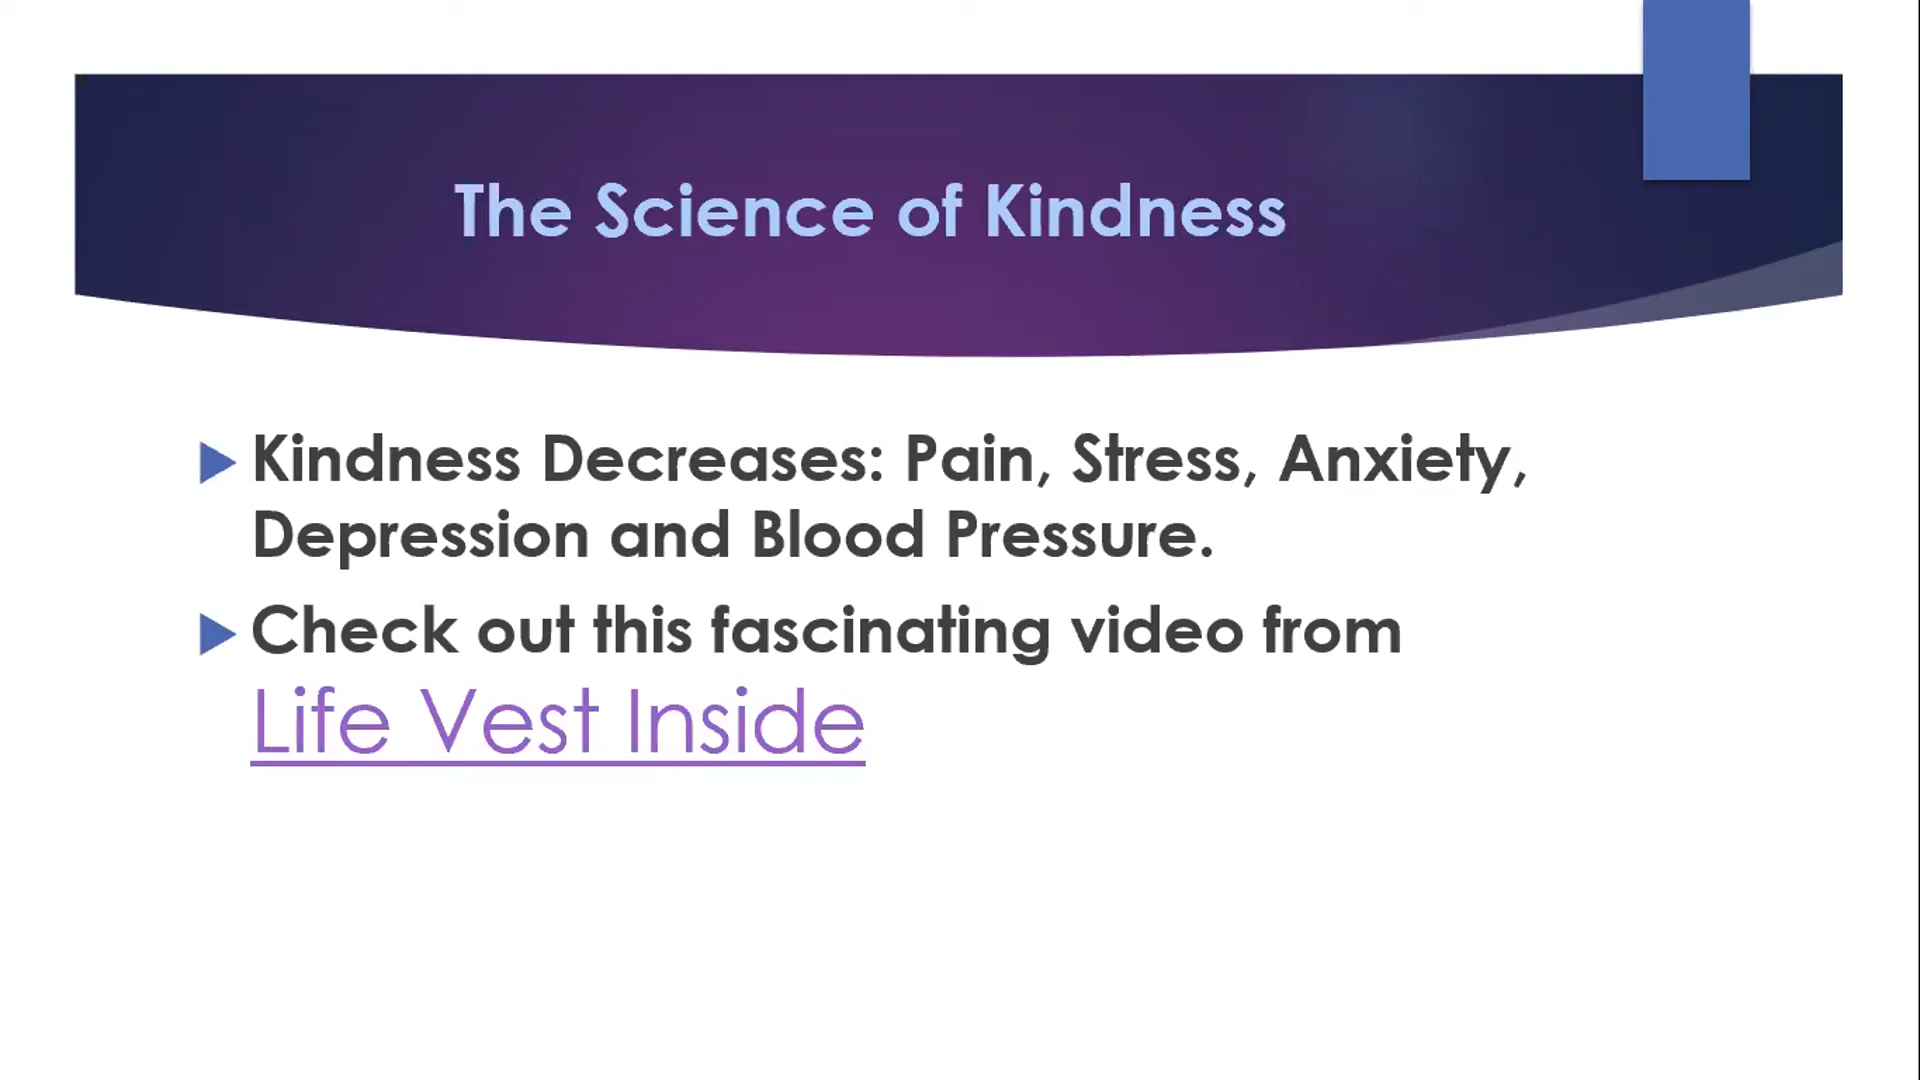 The Science of Kindness
Kindness Decreases: Pain, Stress, Anxiety,
Depression and Blood Pressure.
Check out this fascinating video from
Life Vest Inside